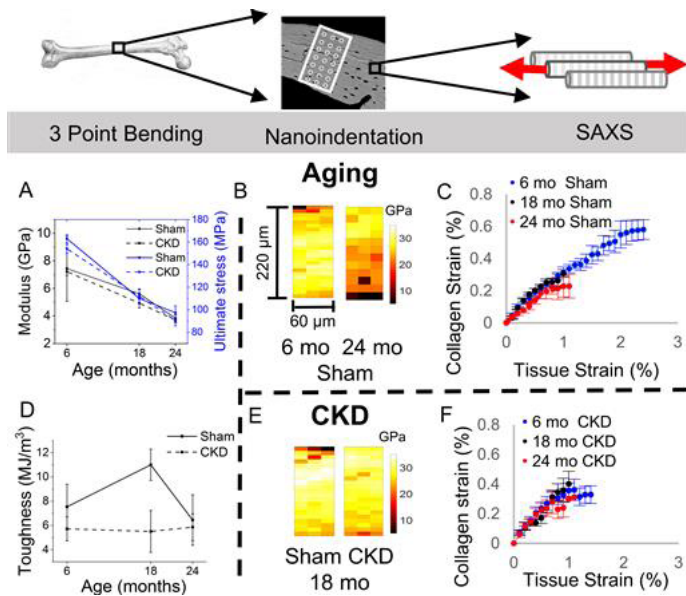 3 Point Bending Nanoindentation SAXS
Aging
A
Modulus (GPa)
10
8
6
4
Sham
CKD
Sham
CKD
180
160
140
120
100
80
Ultimate stress (MPa)
6 18 24
Age (months)
B
220 µm
60 µm
GPa
30
20
10
6 mo 24 mo
Sham
C
Collagen Strain (%)
0.8
0.6
0.4
0.2
0
6 mo Sham
18 mo Sham
24 mo Sham
0 1 2 3
Tissue Strain (%)
D
Toughness (MJ/m³)
12
10
8
6
4
Sham
CKD
6 18 24
Age (months)
CKD
E
GPa
30
20
10
Sham CKD
18 mo
F
Collagen strain (%)
0.8
0.6
0.4
0.2
0
6 mo CKD
18 mo CKD
24 mo CKD
0 1 2 3
Tissue Strain (%)